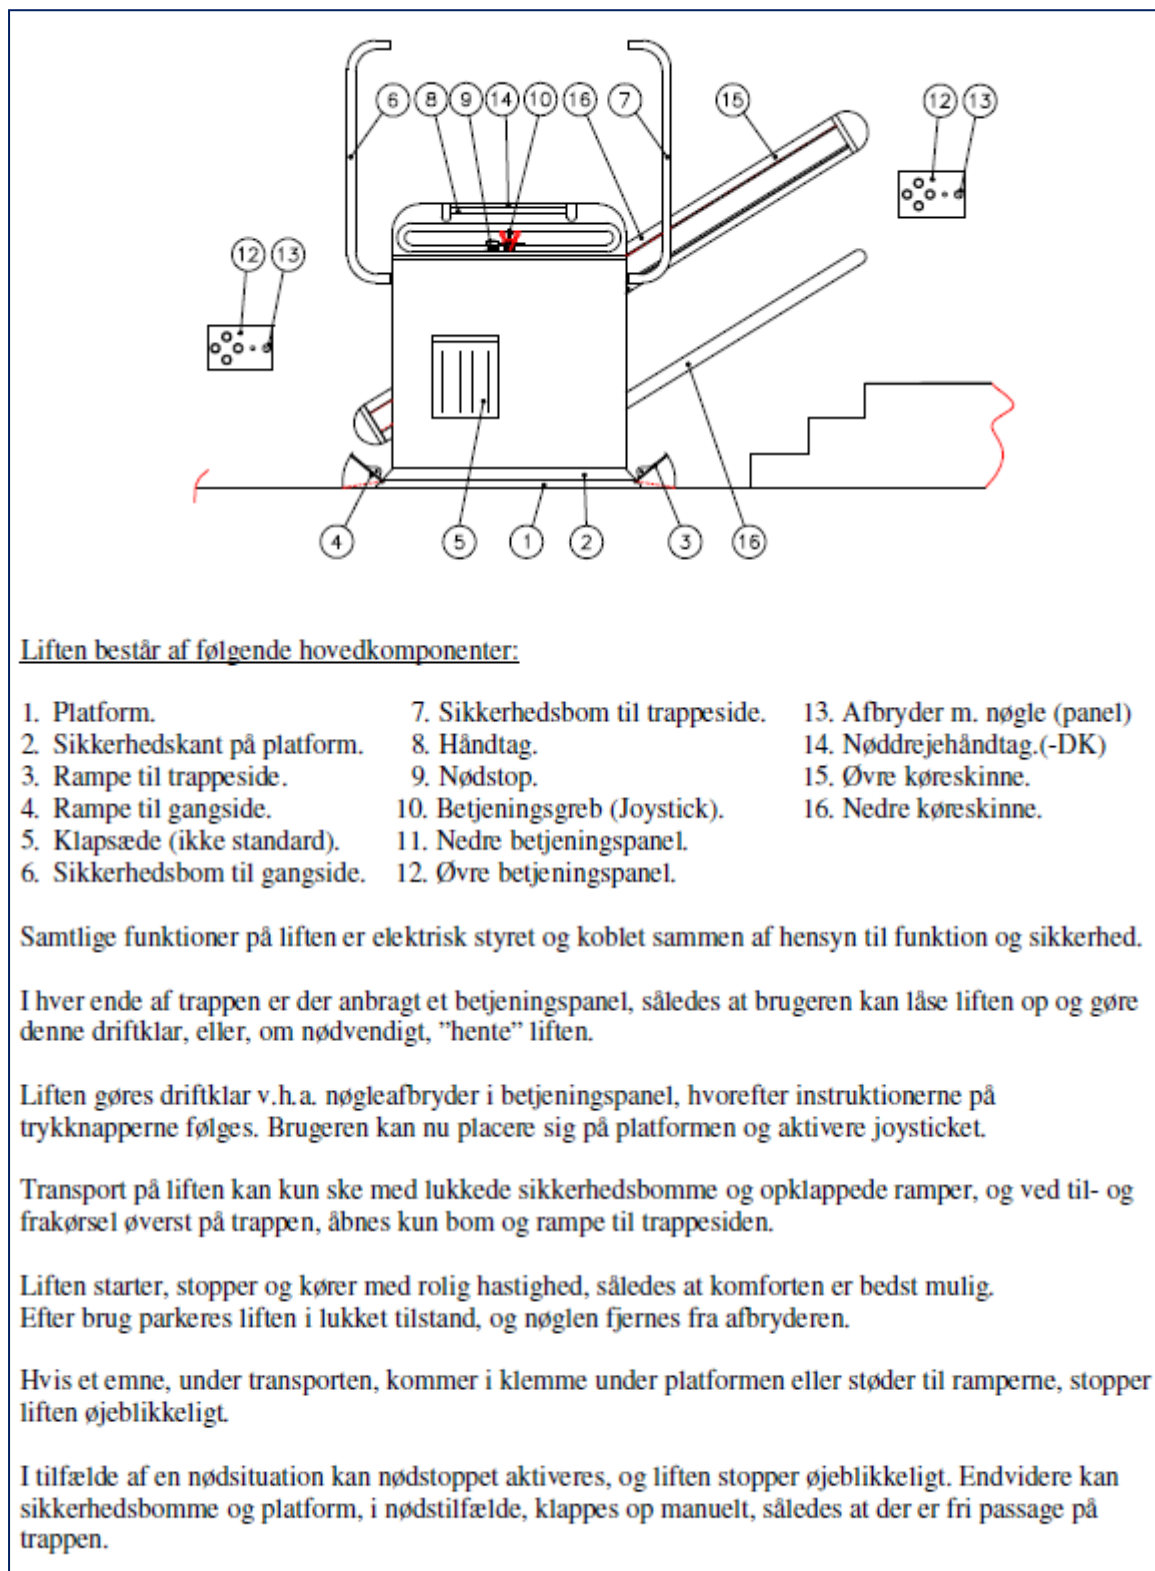 6 8 9 14 10 16 7 15 12 13
12 13
4 5 1 2 3 16
Liften består af følgende hovedkomponenter:
1. Platform.
2. Sikkerhedskant på platform.
3. Rampe til trappeside.
4. Rampe til gangside.
5. Klapsæde (ikke standard).
6. Sikkerhedsbom til gangside.
7. Sikkerhedsbom til trappeside.
8. Håndtag.
9. Nødstop.
10. Betjeningsgreb (Joystick).
11. Nedre betjeningspanel.
12. Øvre betjeningspanel.
13. Afbryder m. nøgle (panel)
14. Nøddrejehåndtag.(-DK)
15. Øvre køreskinne.
16. Nedre køreskinne.
Samtlige funktioner på liften er elektrisk styret og koblet sammen af hensyn til funktion og sikkerhed.
I hver ende af trappen er der anbragt et betjeningspanel, således at brugeren kan låse liften op og gøre
denne driftklar, eller, om nødvendigt, ”hente” liften.
Liften gøres driftklar v.h.a. nøgleafbryder i betjeningspanel, hvorefter instruktionerne på
trykknapperne følges. Brugeren kan nu placere sig på platformen og aktivere joysticket.
Transport på liften kan kun ske med lukkede sikkerhedsbomme og opklappede ramper, og ved til- og
frakørsel øverst på trappen, åbnes kun bom og rampe til trappesiden.
Liften starter, stopper og kører med rolig hastighed, således at komforten er bedst mulig.
Efter brug parkeres liften i lukket tilstand, og nøglen fjernes fra afbryderen.
Hvis et emne, under transporten, kommer i klemme under platformen eller støder til ramperne, stopper
liften øjeblikkeligt.
I tilfælde af en nødsituation kan nødstoppet aktiveres, og liften stopper øjeblikkeligt. Endvidere kan
sikkerhedsbomme og platform, i nødstilfælde, klappes op manuelt, således at der er fri passage på
trappen.